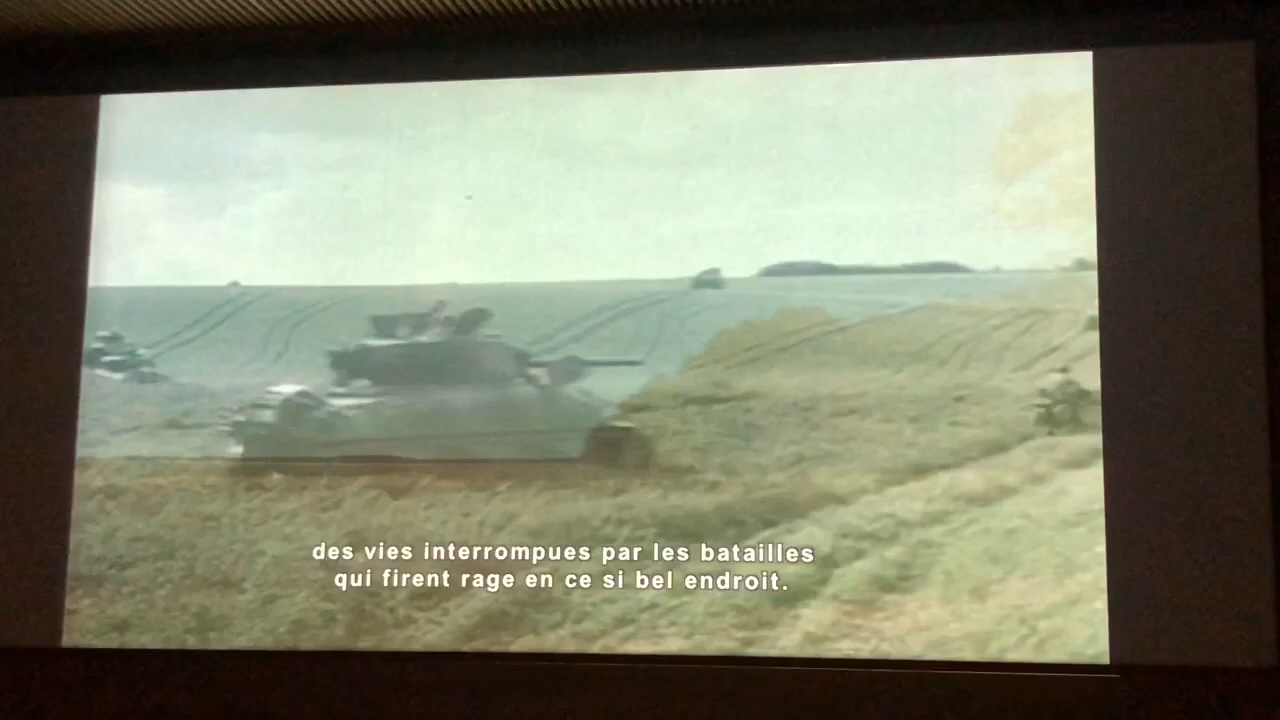 des vies interrompues par les batailles
qui firent rage en ce si bel endroit.